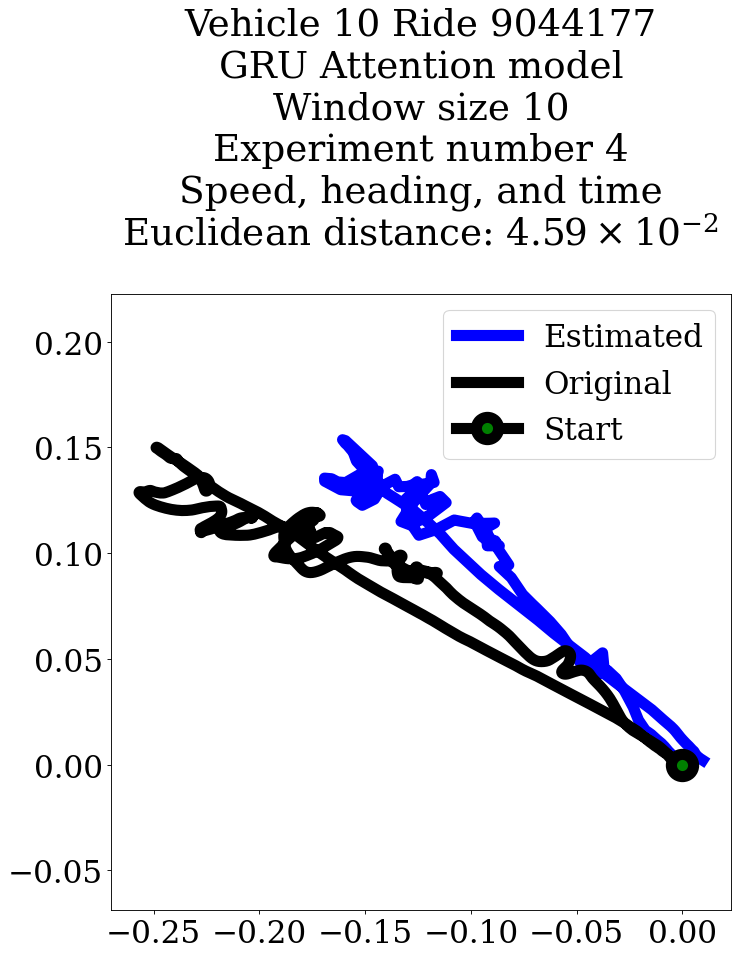 Vehicle 10 Ride 9044177
GRU Attention model
Window size 10
Experiment number 4
Speed, heading, and time
Euclidean distance: 4.59 × 10⁻²
Estimated
Original
Start
0.20
0.15
0.10
0.05
0.00
−0.05
−0.25 −0.20 −0.15 −0.10 −0.05 0.00